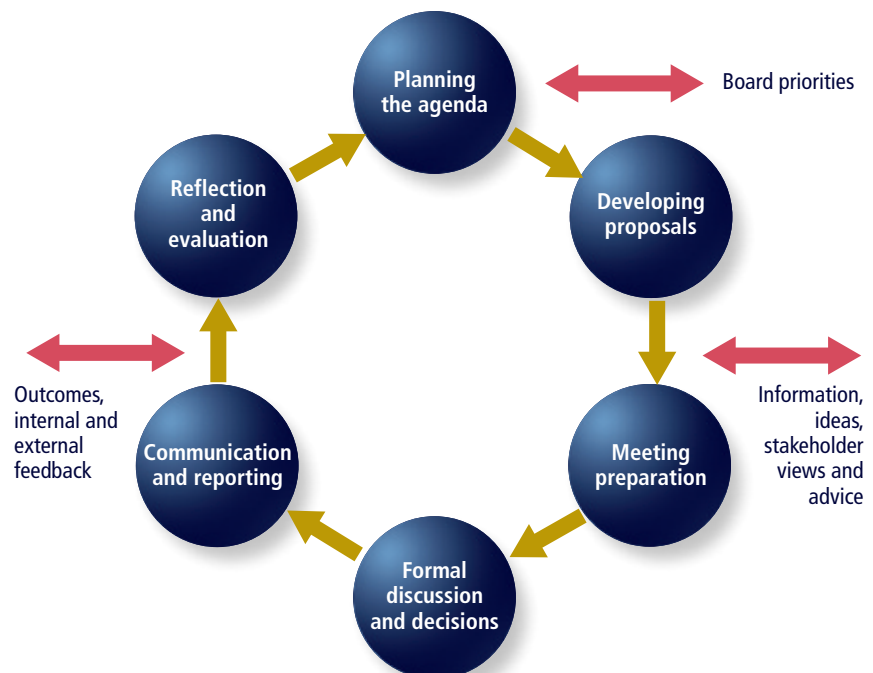 Planning
the agenda
Board priorities
Developing
proposals
Information,
ideas,
stakeholder
views and
advice
Meeting
preparation
Formal
discussion
and decisions
Communication
and reporting
Outcomes,
internal and
external
feedback
Reflection
and
evaluation